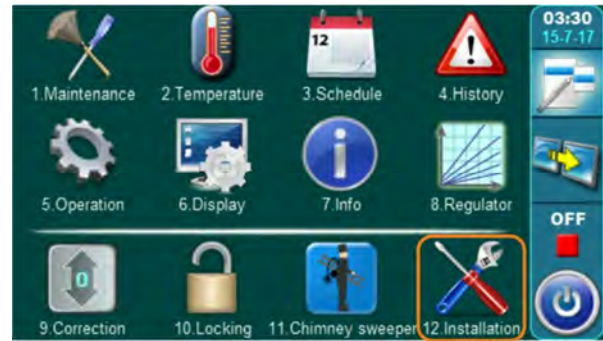 03:30
15-7-17
12
1.Maintenance
2.Temperature
3.Schedule
4.History
5.Operation
6.Display
7.Info
8.Regulator
OFF
0
9.Correction
10.Locking
11.Chimney sweeper
12.Installation